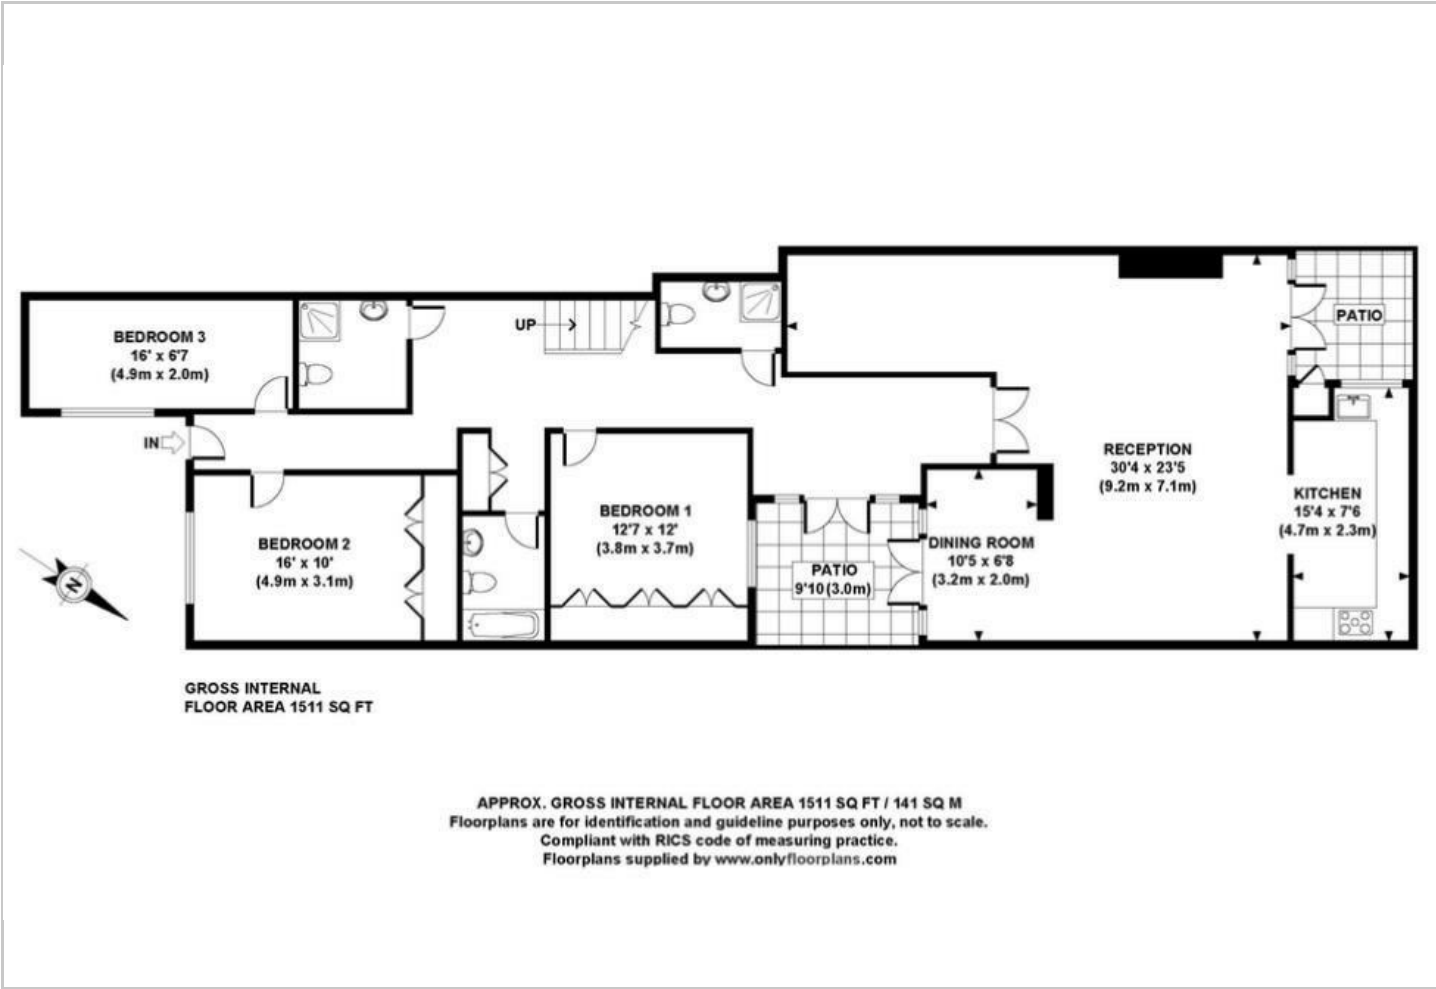 BEDROOM 3
16' x 6'7
(4.9m x 2.0m)
UP
PATIO
IN
RECEPTION
30'4 x 23'5
(9.2m x 7.1m)
KITCHEN
15'4 x 7'6
(4.7m x 2.3m)
BEDROOM 1
12'7 x 12'
(3.8m x 3.7m)
BEDROOM 2
16' x 10'
(4.9m x 3.1m)
DINING ROOM
10'5 x 6'8
(3.2m x 2.0m)
PATIO
9'10 (3.0m)
N
GROSS INTERNAL
FLOOR AREA 1511 SQ FT
APPROX. GROSS INTERNAL FLOOR AREA 1511 SQ FT / 141 SQ M
Floorplans are for identification and guideline purposes only, not to scale.
Compliant with RICS code of measuring practice.
Floorplans supplied by www.onlyfloorplans.com